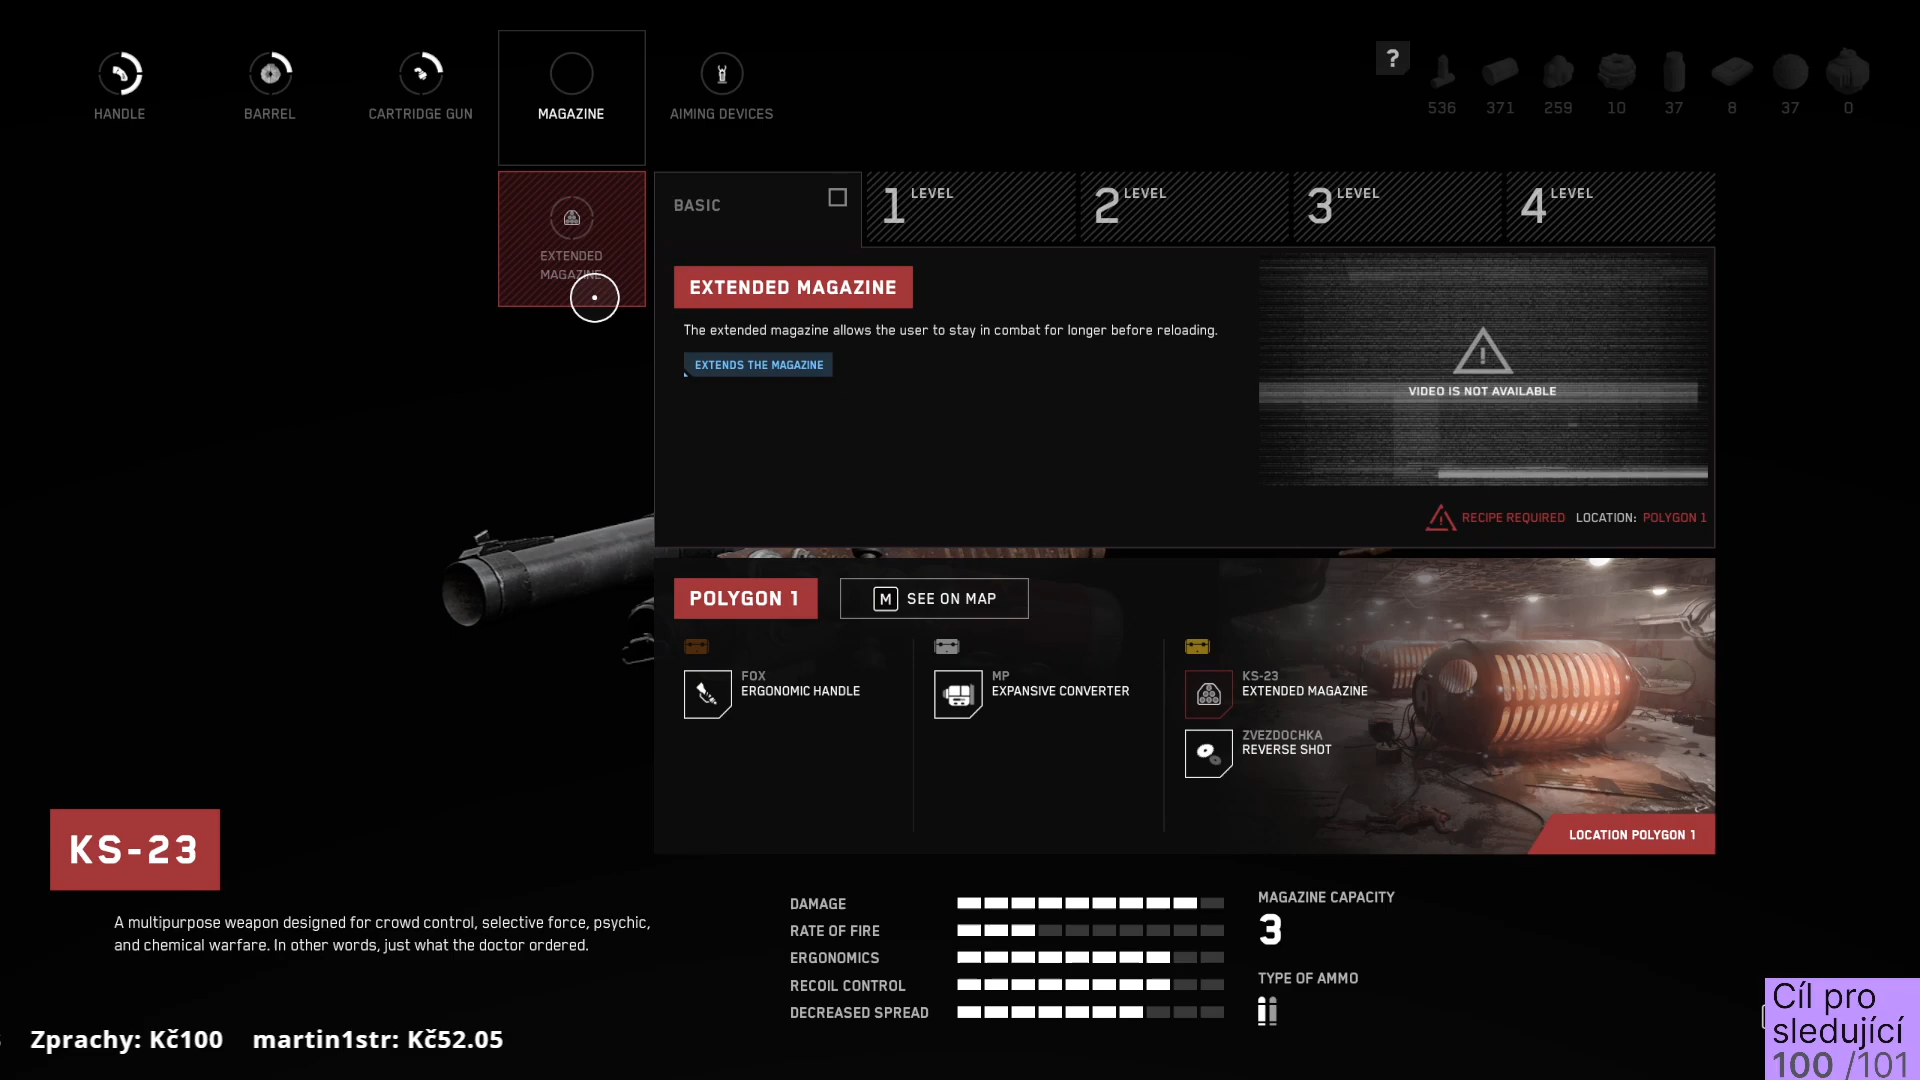 HANDLE
BARREL
CARTRIDGE GUN
MAGAZINE
AIMING DEVICES
?
536
371
259
10
37
8
37
0
EXTENDED
MAGAZINE
BASIC
1 LEVEL
2 LEVEL
3 LEVEL
4 LEVEL
EXTENDED MAGAZINE
The extended magazine allows the user to stay in combat for longer before reloading.
EXTENDS THE MAGAZINE
VIDEO IS NOT AVAILABLE
RECIPE REQUIRED LOCATION: POLYGON 1
POLYGON 1
M SEE ON MAP
FOX
ERGONOMIC HANDLE
MP
EXPANSIVE CONVERTER
KS-23
EXTENDED MAGAZINE
ZVEZDOCHKA
REVERSE SHOT
LOCATION POLYGON 1
KS-23
A multipurpose weapon designed for crowd control, selective force, psychic,
and chemical warfare. In other words, just what the doctor ordered.
DAMAGE
RATE OF FIRE
ERGONOMICS
RECOIL CONTROL
DECREASED SPREAD
MAGAZINE CAPACITY
3
TYPE OF AMMO
Zprachy: Kč100 martin1str: Kč52.05
Cíl pro
sledující
100 /101